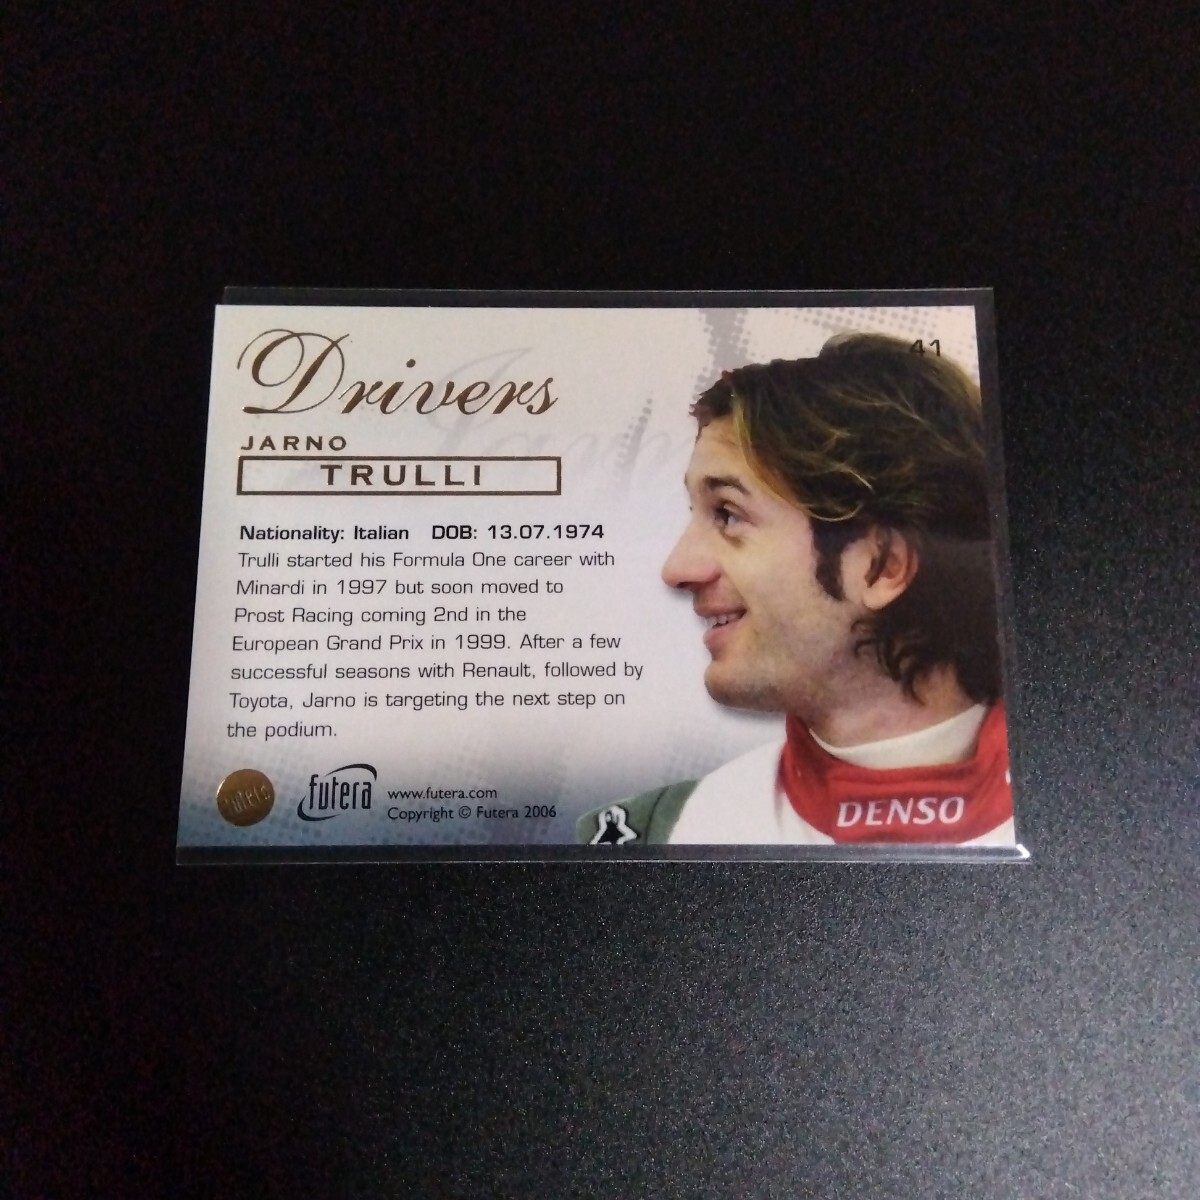 Drivers
41
JARNO
TRULLI
Nationality: Italian DOB: 13.07.1974
Trulli started his Formula One career with
Minardi in 1997 but soon moved to
Prost Racing coming 2nd in the
European Grand Prix in 1999. After a few
successful seasons with Renault, followed by
Toyota, Jarno is targeting the next step on
the podium.
futera
futera
www.futera.com
Copyright © Futera 2006
DENSO